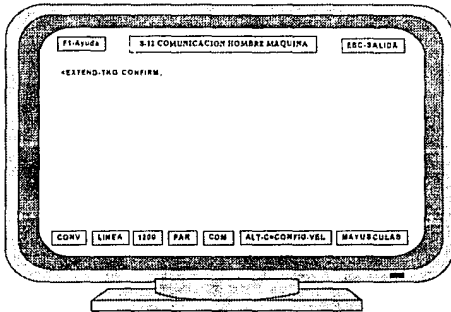 F1-Ayuda S-12 COMUNICACION HOMBRE MAQUINA ESC-SALIDA
<EXTEND-TKG CONFIRM.
CONV LINEA 1200 PAR COM ALT-C=CONFIG-VEL MAYUSCULAS